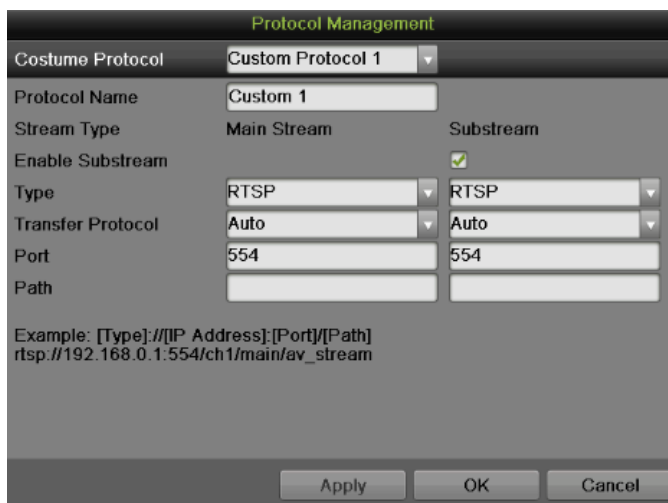 Protocol Management
Costume Protocol Custom Protocol 1
Protocol Name Custom 1
Stream Type Main Stream Substream
Enable Substream
Type RTSP RTSP
Transfer Protocol Auto Auto
Port 554 554
Path
Example: [Type]://[IP Address]:[Port]/[Path]
rtsp://192.168.0.1:554/ch1/main/av_stream
Apply OK Cancel